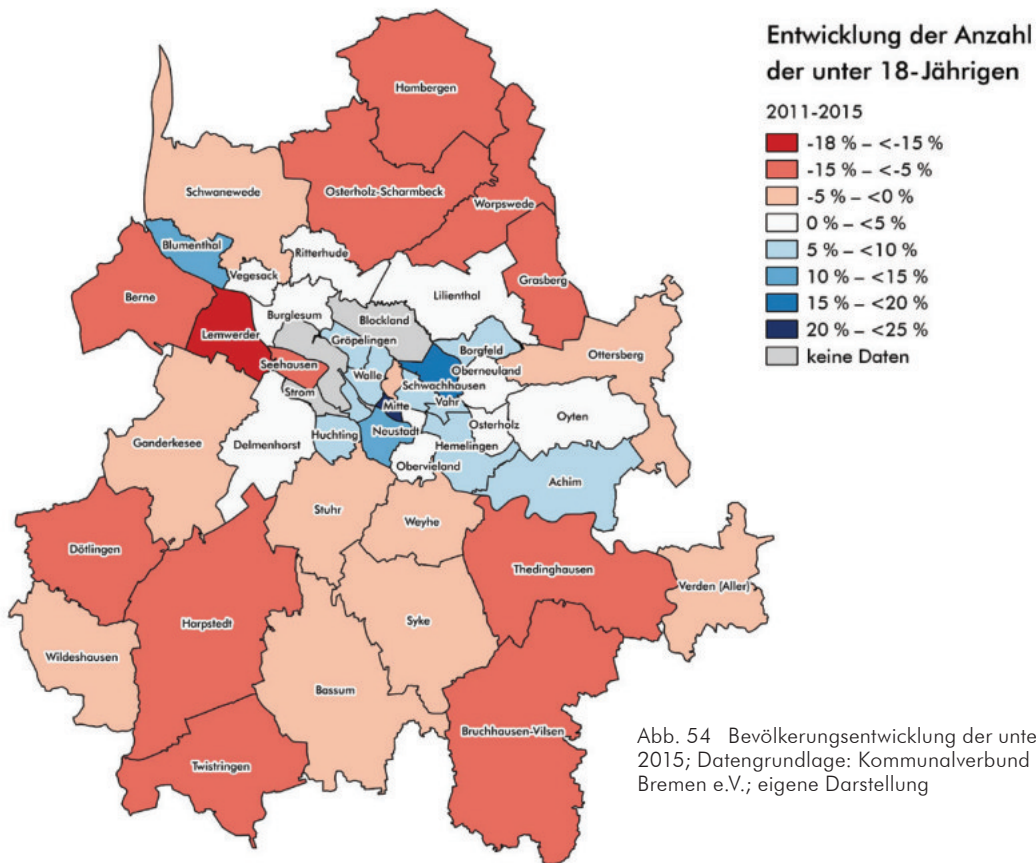 Entwicklung der Anzahl
der unter 18-Jährigen
2011-2015
-18 % – <-15 %
-15 % – <-5 %
-5 % – <0 %
0 % – <5 %
5 % – <10 %
10 % – <15 %
15 % – <20 %
20 % – <25 %
keine Daten
Hambergen
Schwanewede
Osterholz-Scharmbeck
Worpswede
Blumenthal
Ritterhude
Vegesack
Grasberg
Berne
Lilienthal
Burglesum
Blockland
Lemwerder
Gröpelingen
Borgfeld
Ottersberg
Seehausen
Oberneuland
Walle
Schwachhausen
Strom
Vahr
Mitte
Oyten
Ganderkesee
Delmenhorst
Huchting
Neustadt
Osterholz
Hemelingen
Obervieland
Achim
Stuhr
Weyhe
Dötlingen
Thedinghausen
Verden (Aller)
Harpstedt
Syke
Wildeshausen
Bassum
Bruchhausen-Vilsen
Twistringen
Abb. 54 Bevölkerungsentwicklung der unte
2015; Datengrundlage: Kommunalverbund
Bremen e.V.; eigene Darstellung